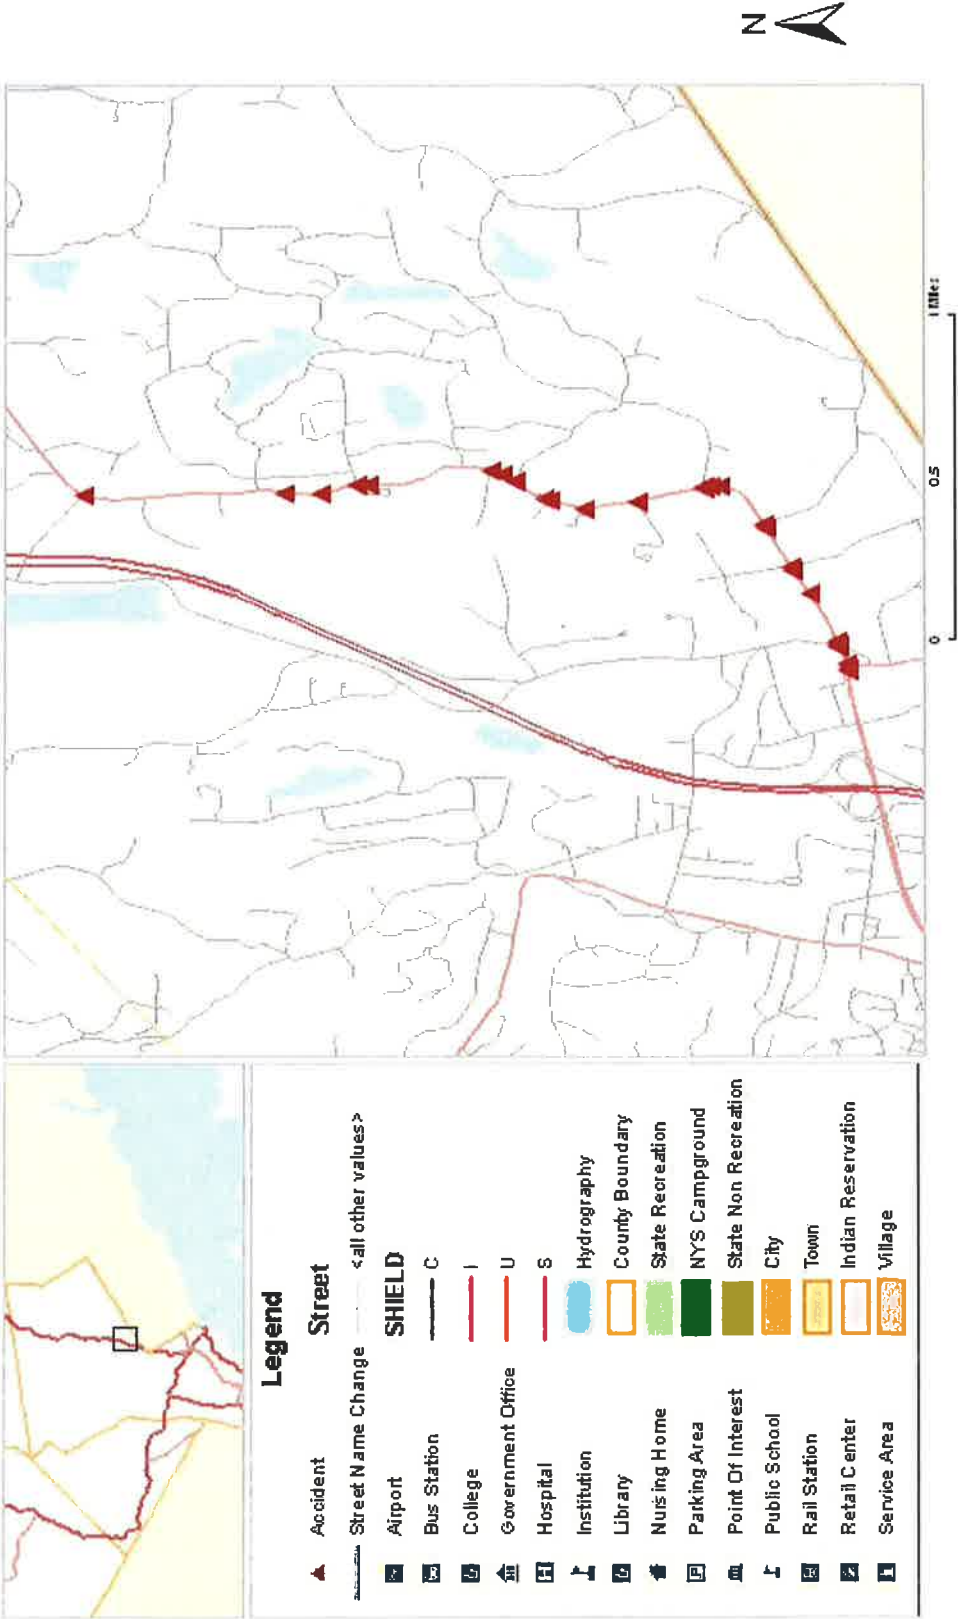 N
0
0.5
1 Miles
Legend
Accident
Street Name Change
Airport
Bus Station
College
Government Office
Hospital
Institution
Library
Nursing Home
Parking Area
Point Of Interest
Public School
Rail Station
Retail Center
Service Area
Street
<all other values>
SHIELD
C
I
U
S
Hydrography
County Boundary
State Recreation
NYS Campground
State Non Recreation
City
Town
Indian Reservation
Village